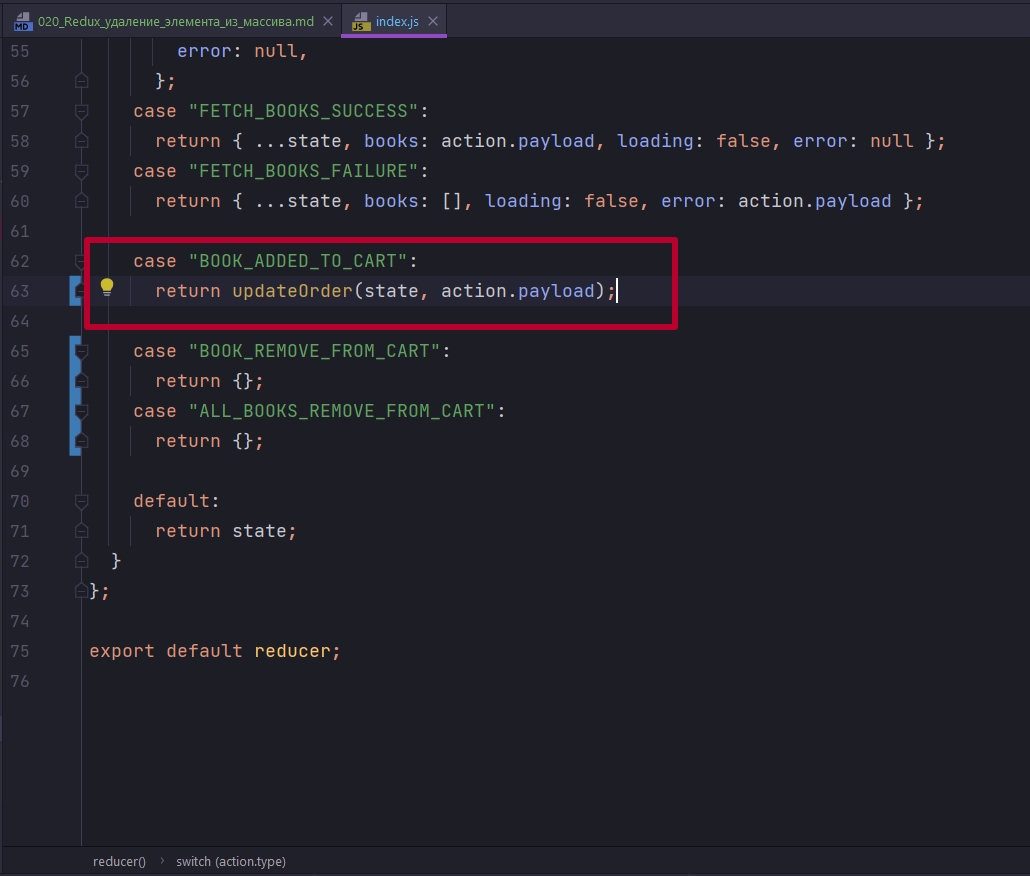 MD 020_Redux_удаление_элемента_из_массива.md JS index.js
55 error: null,
56 };
57 case "FETCH_BOOKS_SUCCESS":
58 return { ...state, books: action.payload, loading: false, error: null };
59 case "FETCH_BOOKS_FAILURE":
60 return { ...state, books: [], loading: false, error: action.payload };
61
62 case "BOOK_ADDED_TO_CART":
63 return updateOrder(state, action.payload);
64
65 case "BOOK_REMOVE_FROM_CART":
66 return {};
67 case "ALL_BOOKS_REMOVE_FROM_CART":
68 return {};
69
70 default:
71 return state;
72 }
73 };
74
75 export default reducer;
76
reducer() › switch (action.type)